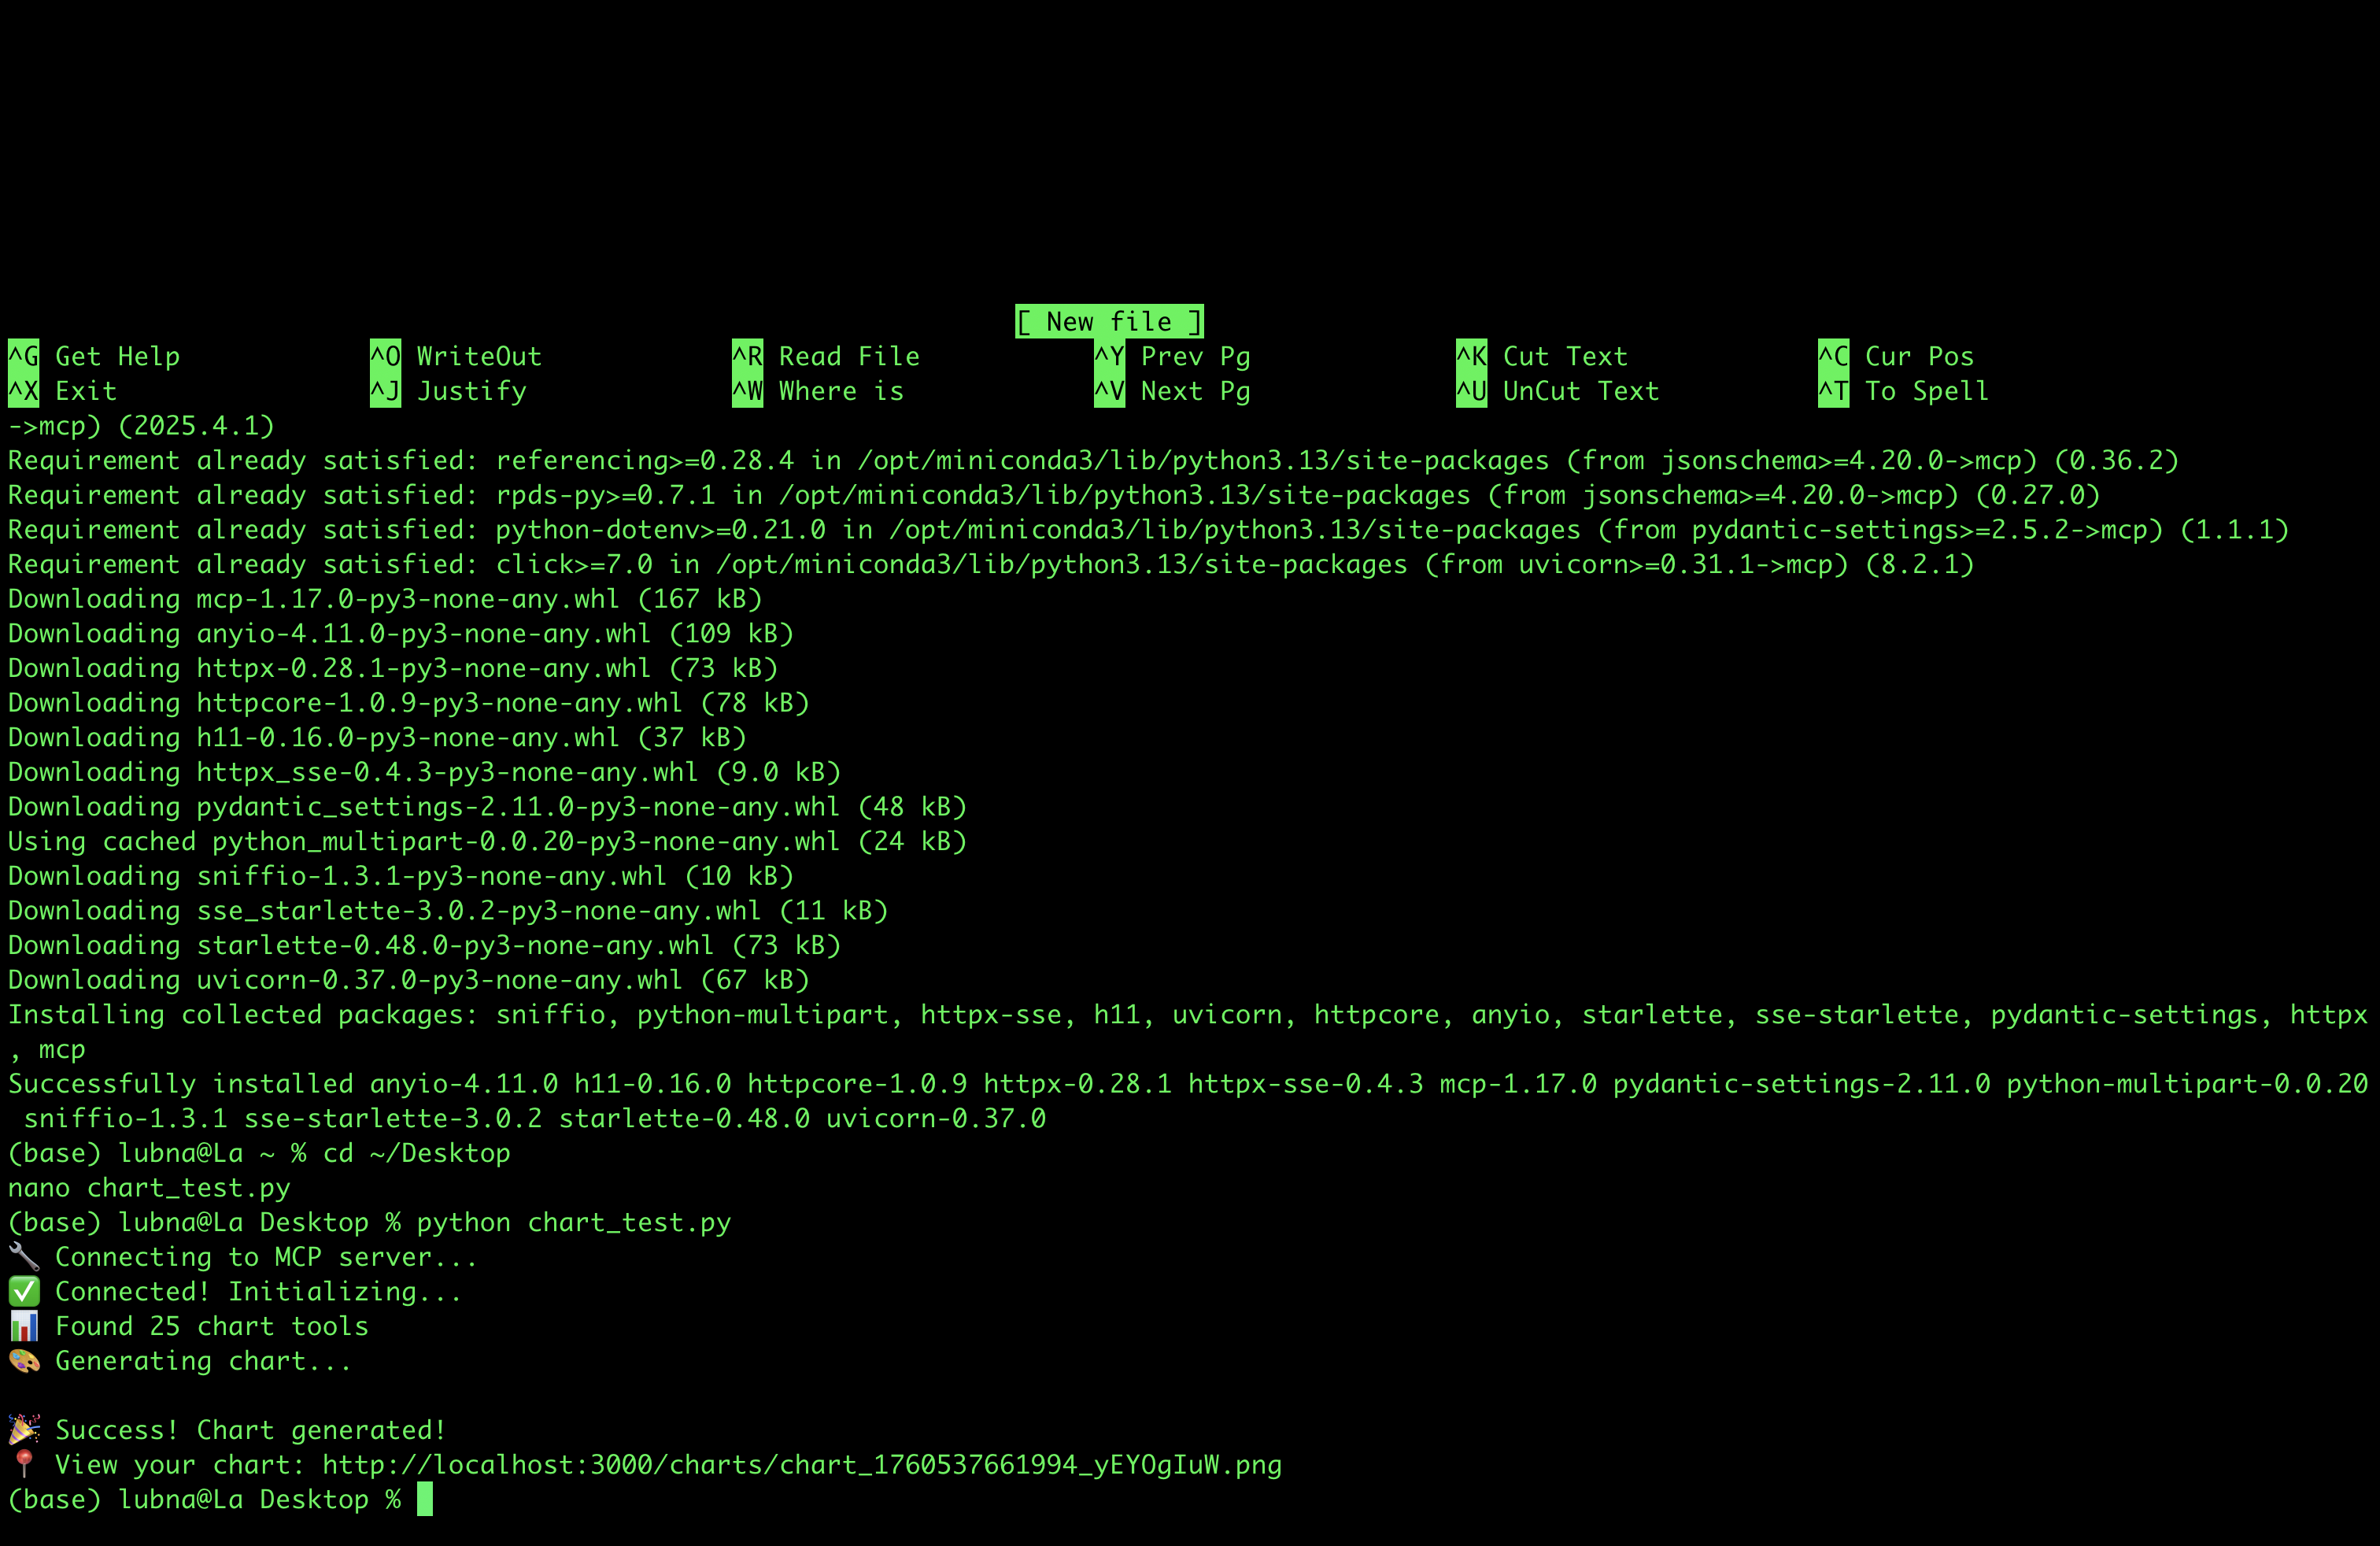 [ New file ]
^G Get Help ^O WriteOut ^R Read File ^Y Prev Pg ^K Cut Text ^C Cur Pos
^X Exit ^J Justify ^W Where is ^V Next Pg ^U UnCut Text ^T To Spell
->mcp) (2025.4.1)
Requirement already satisfied: referencing>=0.28.4 in /opt/miniconda3/lib/python3.13/site-packages (from jsonschema>=4.20.0->mcp) (0.36.2)
Requirement already satisfied: rpds-py>=0.7.1 in /opt/miniconda3/lib/python3.13/site-packages (from jsonschema>=4.20.0->mcp) (0.27.0)
Requirement already satisfied: python-dotenv>=0.21.0 in /opt/miniconda3/lib/python3.13/site-packages (from pydantic-settings>=2.5.2->mcp) (1.1.1)
Requirement already satisfied: click>=7.0 in /opt/miniconda3/lib/python3.13/site-packages (from uvicorn>=0.31.1->mcp) (8.2.1)
Downloading mcp-1.17.0-py3-none-any.whl (167 kB)
Downloading anyio-4.11.0-py3-none-any.whl (109 kB)
Downloading httpx-0.28.1-py3-none-any.whl (73 kB)
Downloading httpcore-1.0.9-py3-none-any.whl (78 kB)
Downloading h11-0.16.0-py3-none-any.whl (37 kB)
Downloading httpx_sse-0.4.3-py3-none-any.whl (9.0 kB)
Downloading pydantic_settings-2.11.0-py3-none-any.whl (48 kB)
Using cached python_multipart-0.0.20-py3-none-any.whl (24 kB)
Downloading sniffio-1.3.1-py3-none-any.whl (10 kB)
Downloading sse_starlette-3.0.2-py3-none-any.whl (11 kB)
Downloading starlette-0.48.0-py3-none-any.whl (73 kB)
Downloading uvicorn-0.37.0-py3-none-any.whl (67 kB)
Installing collected packages: sniffio, python-multipart, httpx-sse, h11, uvicorn, httpcore, anyio, starlette, sse-starlette, pydantic-settings, httpx
, mcp
Successfully installed anyio-4.11.0 h11-0.16.0 httpcore-1.0.9 httpx-0.28.1 httpx-sse-0.4.3 mcp-1.17.0 pydantic-settings-2.11.0 python-multipart-0.0.20
sniffio-1.3.1 sse-starlette-3.0.2 starlette-0.48.0 uvicorn-0.37.0
(base) lubna@La ~ % cd ~/Desktop
nano chart_test.py
(base) lubna@La Desktop % python chart_test.py
🔧 Connecting to MCP server...
✅ Connected! Initializing...
📊 Found 25 chart tools
🎨 Generating chart...
🎉 Success! Chart generated!
📍 View your chart: http://localhost:3000/charts/chart_1760537661994_yEYOgIuW.png
(base) lubna@La Desktop %